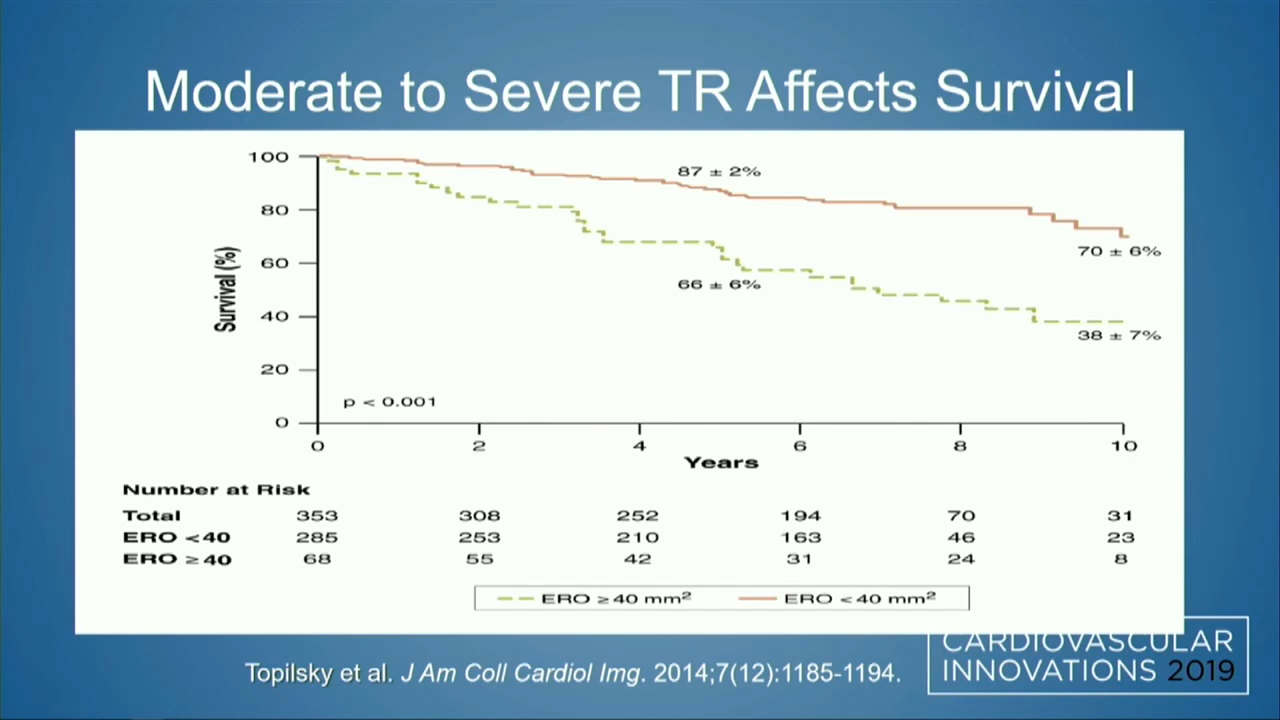 Moderate to Severe TR Affects Survival
100
80
60
40
20
0
Survival (%)
87 ± 2%
70 ± 6%
66 ± 6%
38 ± 7%
p < 0.001
0 2 4 6 8 10
Years
Number at Risk
Total 353 308 252 194 70 31
ERO <40 285 253 210 163 46 23
ERO ≥40 68 55 42 31 24 8
ERO ≥40 mm² ERO <40 mm²
Topilsky et al. J Am Coll Cardiol Img. 2014;7(12):1185-1194.
CARDIOVASCULAR
INNOVATIONS 2019